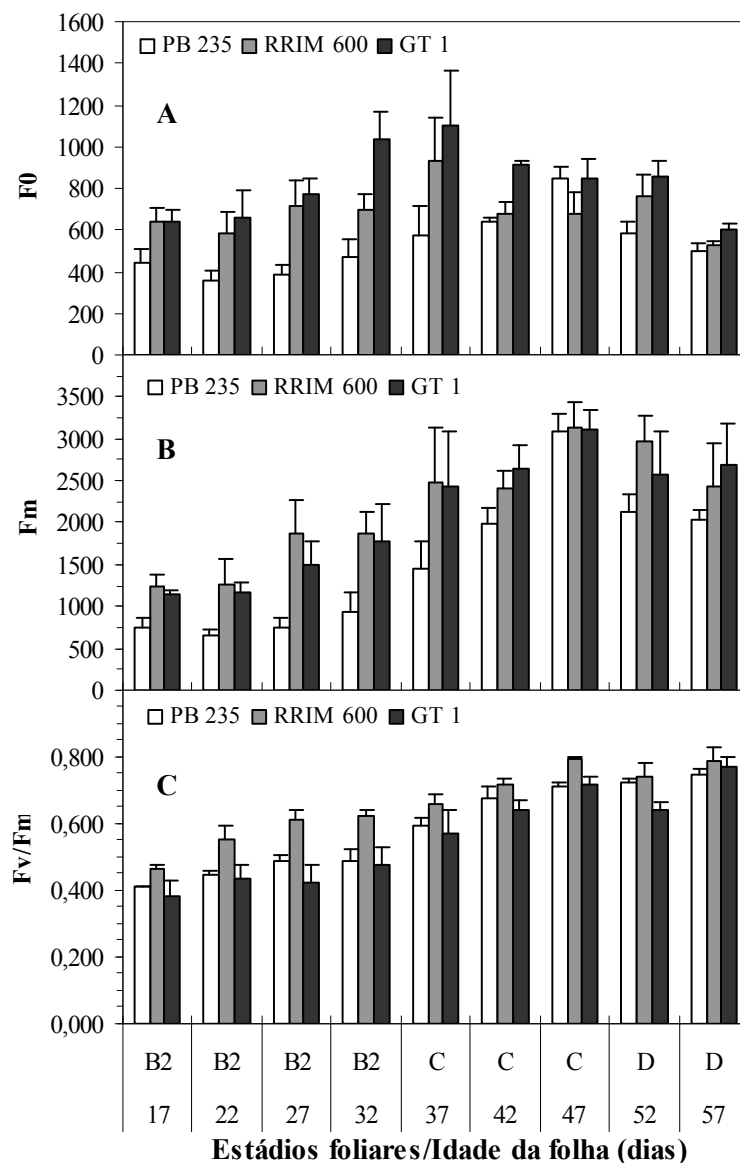 1600
PB 235 RRIM 600 GT 1
1400
1200
A
1000
F0
800
600
400
200
0
PB 235 RRIM 600 GT 1
3500
3000
B
2500
Fm
2000
1500
1000
500
0
PB 235 RRIM 600 GT 1
0,800
C
0,600
Fv/Fm
0,400
0,200
0,000
B2 B2 B2 B2 C C C D D
17 22 27 32 37 42 47 52 57
Estádios foliares/Idade da folha (dias)